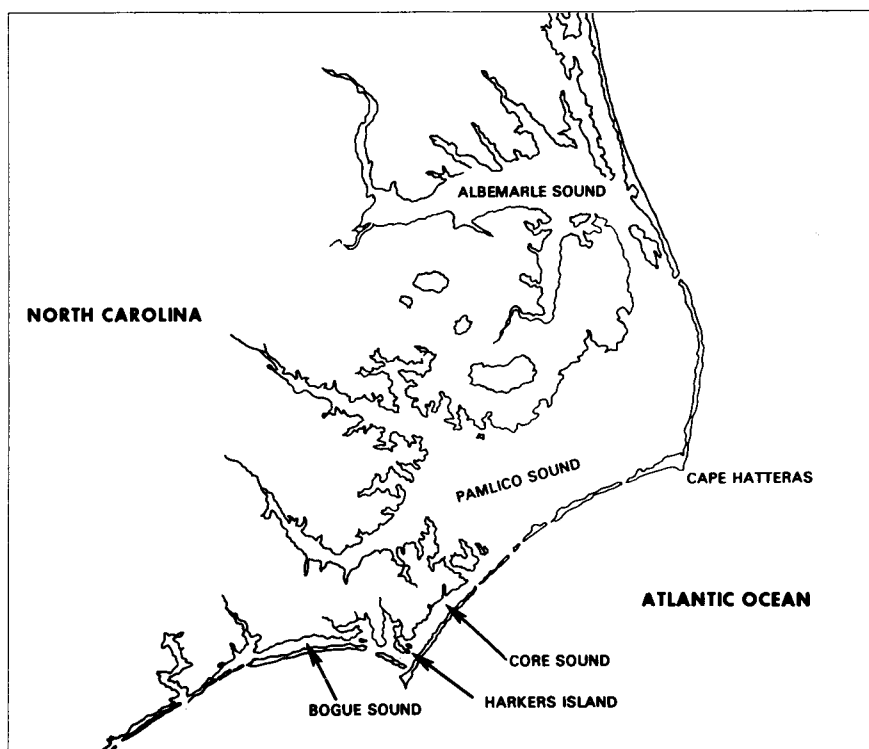 ALBEMARLE SOUND
NORTH CAROLINA
PAMLICO SOUND
CAPE HATTERAS
ATLANTIC OCEAN
CORE SOUND
HARKERS ISLAND
BOGUE SOUND